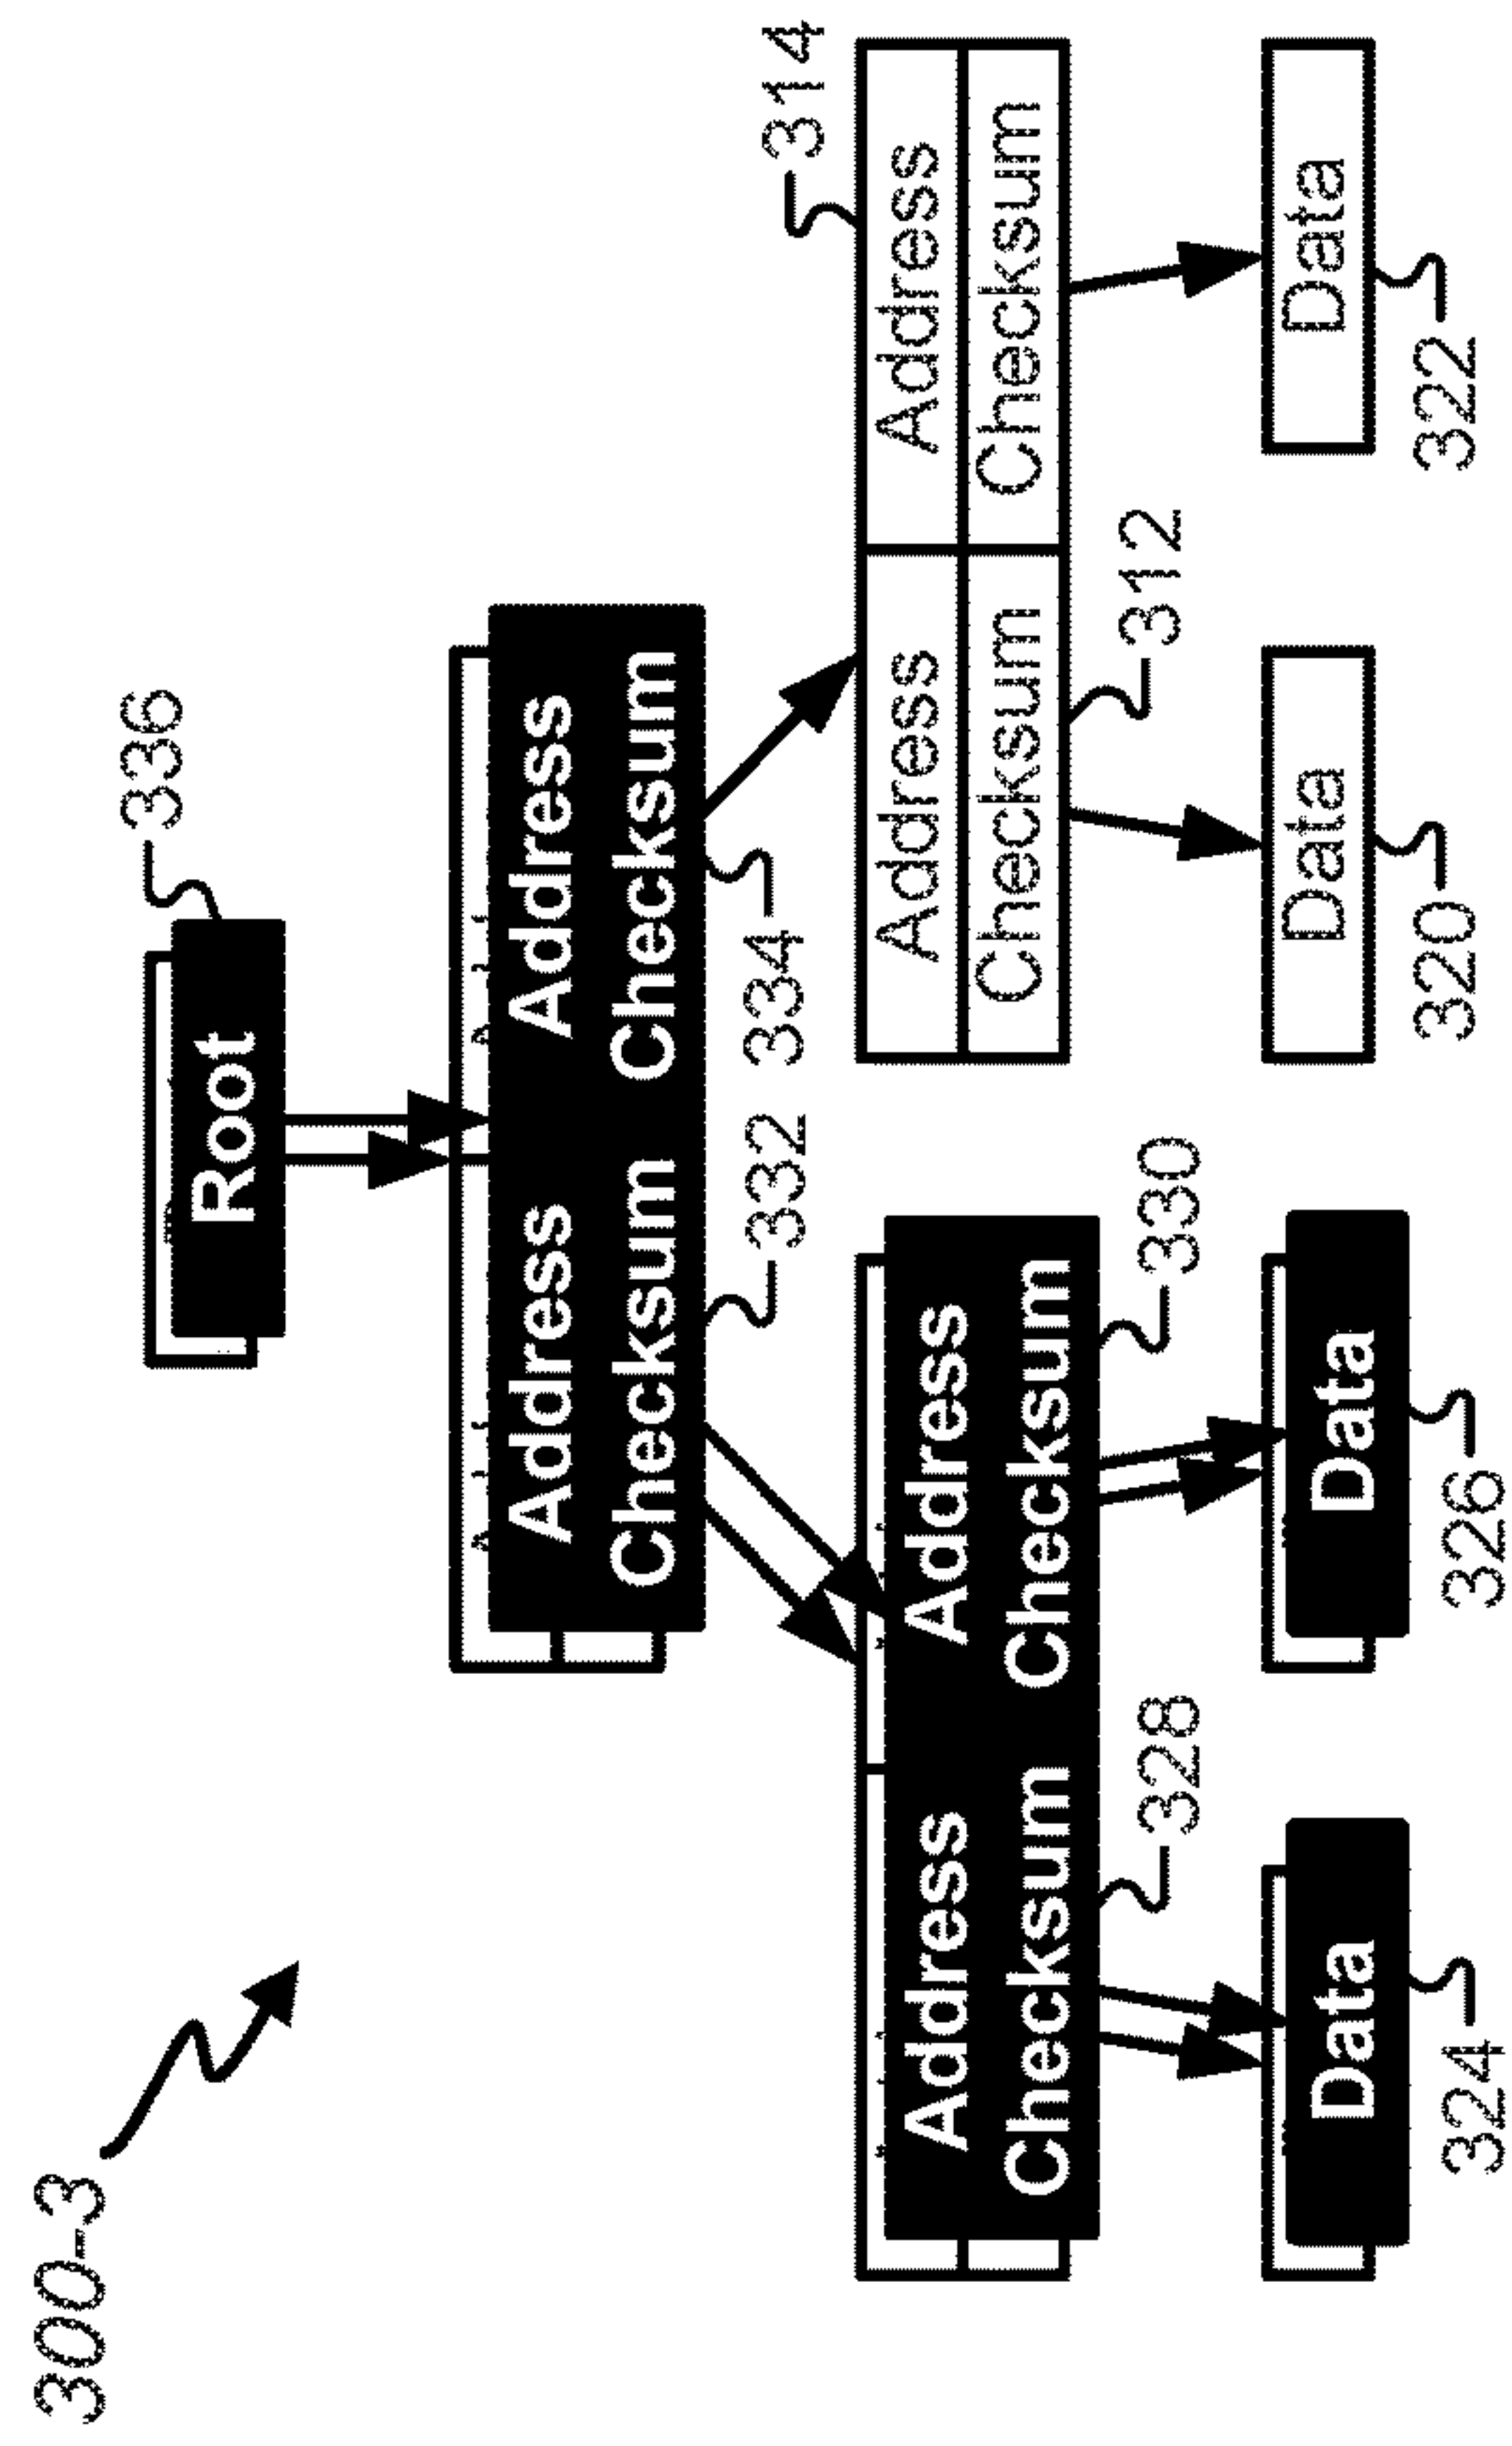 300-3
336
Root
Address Address
Checksum Checksum
332 334
314
Address Address Address Address
Checksum Checksum Checksum Checksum
328 330 312
Data Data Data Data
324 326 320 322